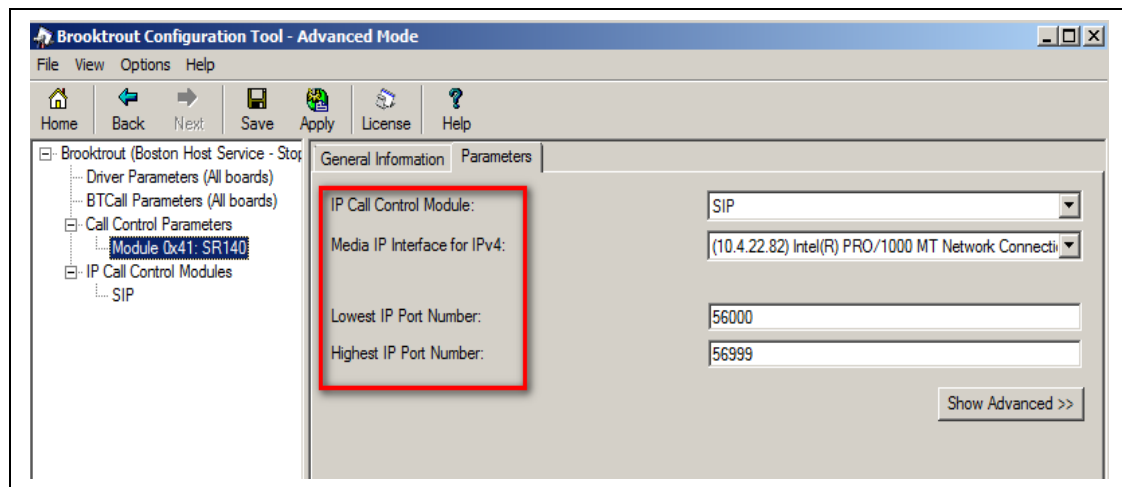 Brooktrout Configuration Tool - Advanced Mode
File View Options Help
Home Back Next Save Apply License Help
Brooktrout (Boston Host Service - Stop
Driver Parameters (All boards)
BTCall Parameters (All boards)
Call Control Parameters
Module 0x41: SR140
IP Call Control Modules
SIP
General Information Parameters
IP Call Control Module: SIP
Media IP Interface for IPv4: (10.4.22.82) Intel(R) PRO/1000 MT Network Connecti
Lowest IP Port Number: 56000
Highest IP Port Number: 56999
Show Advanced >>